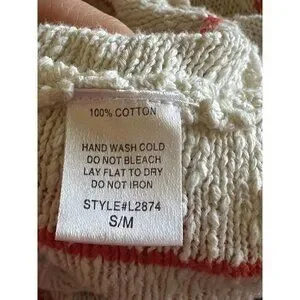 100% COTTON
HAND WASH COLD
DO NOT BLEACH
LAY FLAT TO DRY
DO NOT IRON
STYLE#L2874
S/M